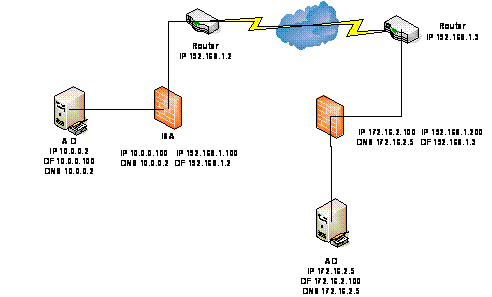 Router
IP 192.168.1.2
Router
IP 192.168.1.3
AD
IP 10.0.0.2
DF 10.0.0.100
DNS 10.0.0.2
ISA
IP 10.0.0.100 IP 192.168.1.100
DNS 10.0.0.2 DF 192.168.1.2
IP 172.16.2.100 IP 192.168.1.200
DNS 172.16.2.5 DF 192.168.1.3
AD
IP 172.16.2.5
DF 172.16.2.100
DNS 172.16.2.5